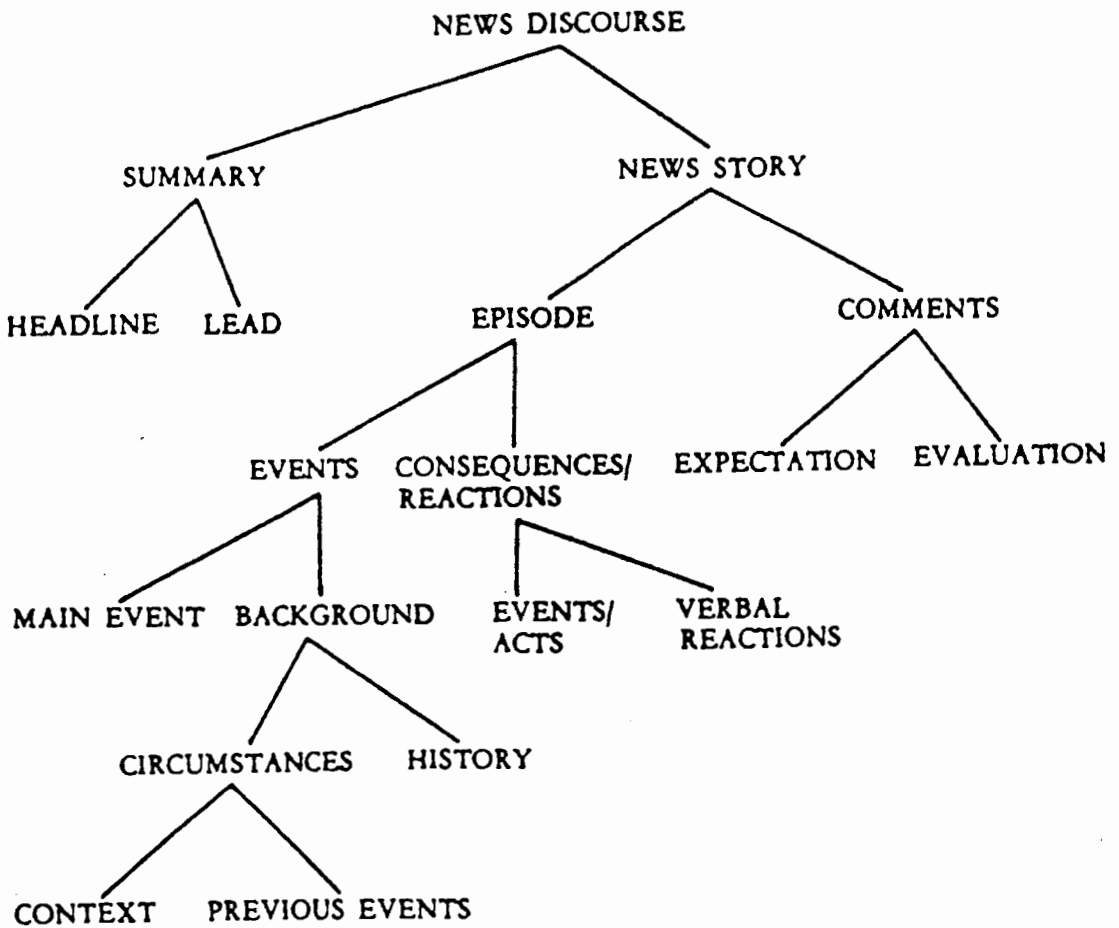 NEWS DISCOURSE
SUMMARY
NEWS STORY
HEADLINE
LEAD
EPISODE
COMMENTS
EVENTS
CONSEQUENCES/
REACTIONS
EXPECTATION
EVALUATION
MAIN EVENT
BACKGROUND
EVENTS/
ACTS
VERBAL
REACTIONS
CIRCUMSTANCES
HISTORY
CONTEXT
PREVIOUS EVENTS